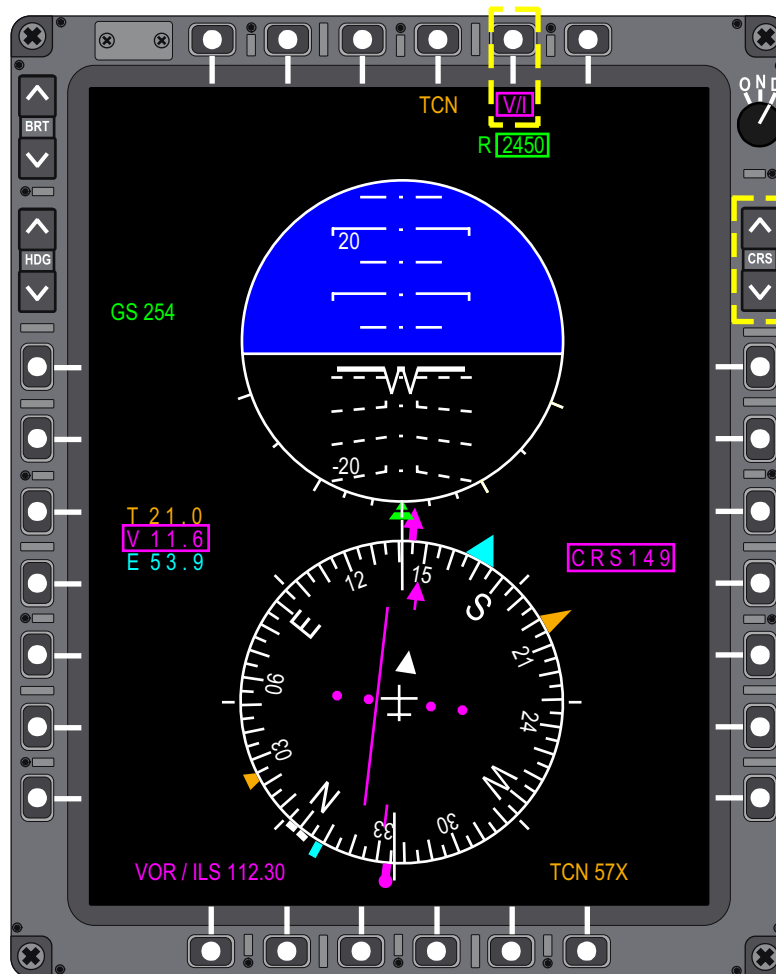 O N D
TCN V/I
R 2450
BRT
20
HDG
CRS
GS 254
-20
T 21.0
V 11.6
E 53.9
CRS149
12 15 S 21 24 W 30 33 N 03 06 E
VOR / ILS 112.30
TCN 57X